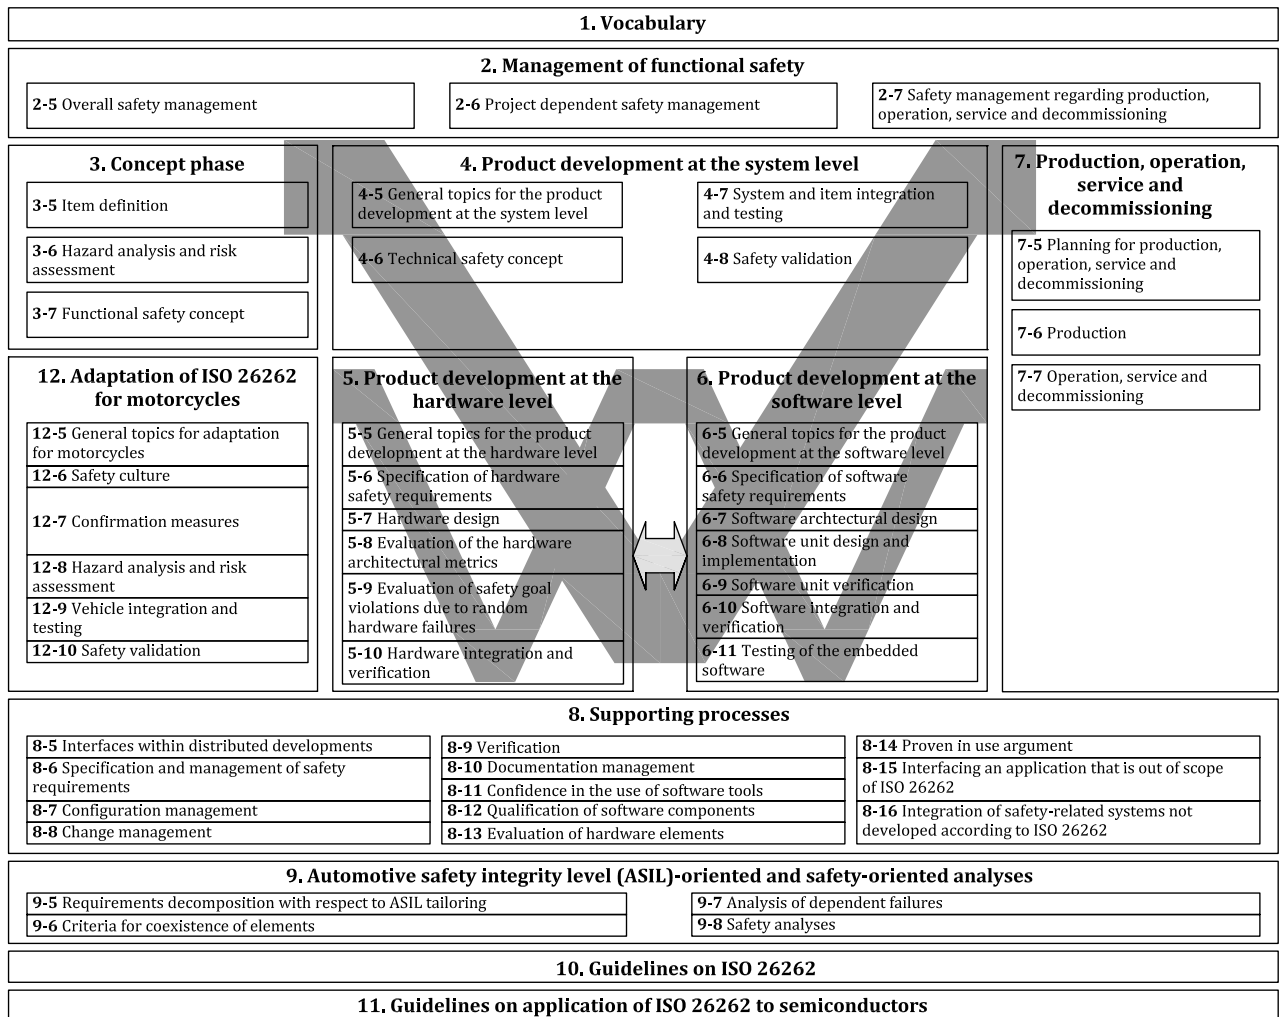 1. Vocabulary
2. Management of functional safety
2-5 Overall safety management
2-6 Project dependent safety management
2-7 Safety management regarding production,
operation, service and decommissioning
3. Concept phase
3-5 Item definition
3-6 Hazard analysis and risk
assessment
3-7 Functional safety concept
4. Product development at the system level
4-5 General topics for the product
development at the system level
4-6 Technical safety concept
4-7 System and item integration
and testing
4-8 Safety validation
7. Production, operation,
service and
decommissioning
7-5 Planning for production,
operation, service and
decommissioning
7-6 Production
7-7 Operation, service and
decommissioning
12. Adaptation of ISO 26262
for motorcycles
12-5 General topics for adaptation
for motorcycles
12-6 Safety culture
12-7 Confirmation measures
12-8 Hazard analysis and risk
assessment
12-9 Vehicle integration and
testing
12-10 Safety validation
5. Product development at the
hardware level
5-5 General topics for the product
development at the hardware level
5-6 Specification of hardware
safety requirements
5-7 Hardware design
5-8 Evaluation of the hardware
architectural metrics
5-9 Evaluation of safety goal
violations due to random
hardware failures
5-10 Hardware integration and
verification
6. Product development at the
software level
6-5 General topics for the product
development at the software level
6-6 Specification of software
safety requirements
6-7 Software archtectural design
6-8 Software unit design and
implementation
6-9 Software unit verification
6-10 Software integration and
verification
6-11 Testing of the embedded
software
8. Supporting processes
8-5 Interfaces within distributed developments
8-6 Specification and management of safety
requirements
8-7 Configuration management
8-8 Change management
8-9 Verification
8-10 Documentation management
8-11 Confidence in the use of software tools
8-12 Qualification of software components
8-13 Evaluation of hardware elements
8-14 Proven in use argument
8-15 Interfacing an application that is out of scope
of ISO 26262
8-16 Integration of safety-related systems not
developed according to ISO 26262
9. Automotive safety integrity level (ASIL)-oriented and safety-oriented analyses
9-5 Requirements decomposition with respect to ASIL tailoring
9-6 Criteria for coexistence of elements
9-7 Analysis of dependent failures
9-8 Safety analyses
10. Guidelines on ISO 26262
11. Guidelines on application of ISO 26262 to semiconductors